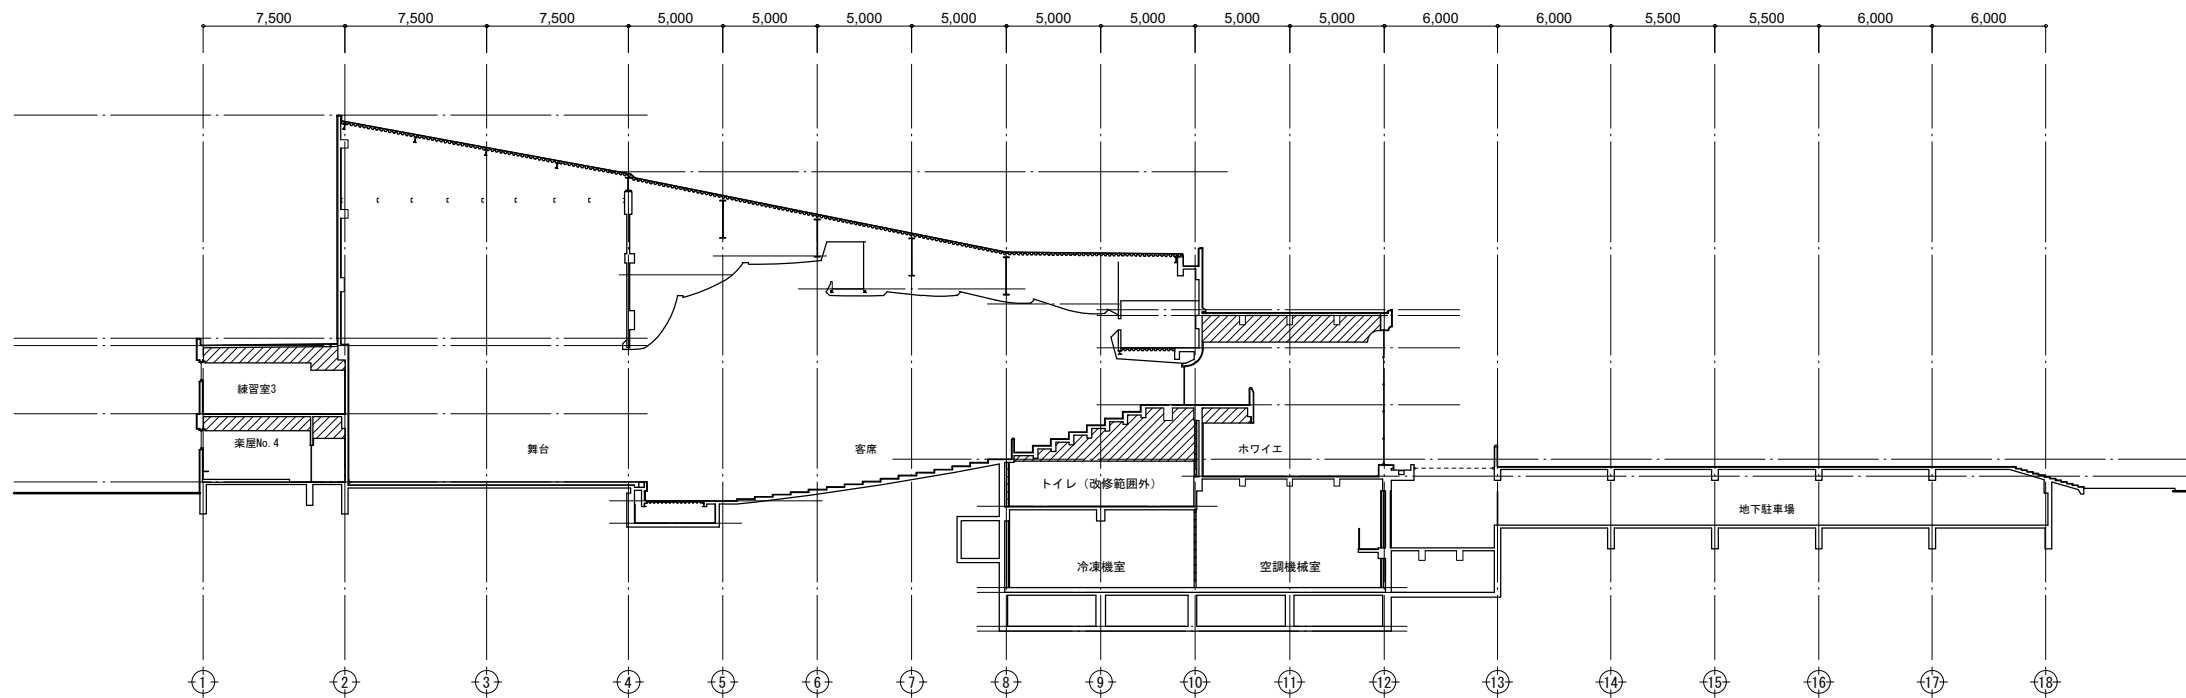 7,500 7,500 7,500 5,000 5,000 5,000 5,000 5,000 5,000 5,000 5,000 6,000 6,000 5,500 5,500 6,000 6,000
練習室3
楽屋No.4
舞台
客席
ホワイエ
トイレ（改修範囲外）
地下駐車場
冷凍機室
空調機械室
1 2 3 4 5 6 7 8 9 10 11 12 13 14 15 16 17 18